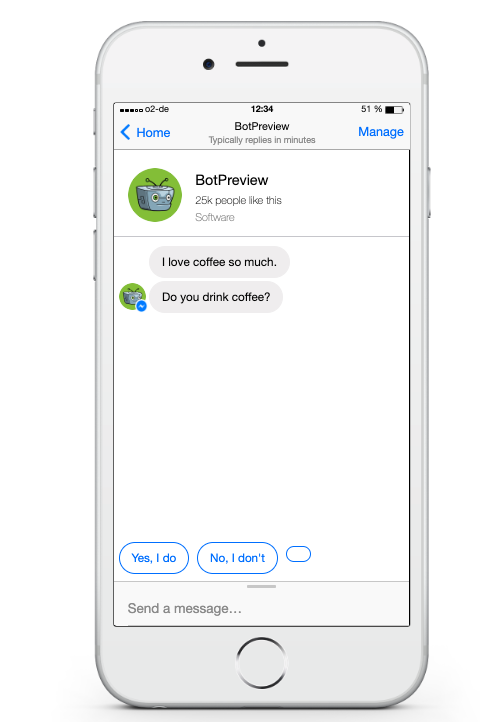 o2-de 12:34 51 %
Home BotPreview Manage
Typically replies in minutes
BotPreview
25k people like this
Software
I love coffee so much.
Do you drink coffee?
Yes, I do No, I don't
Send a message…